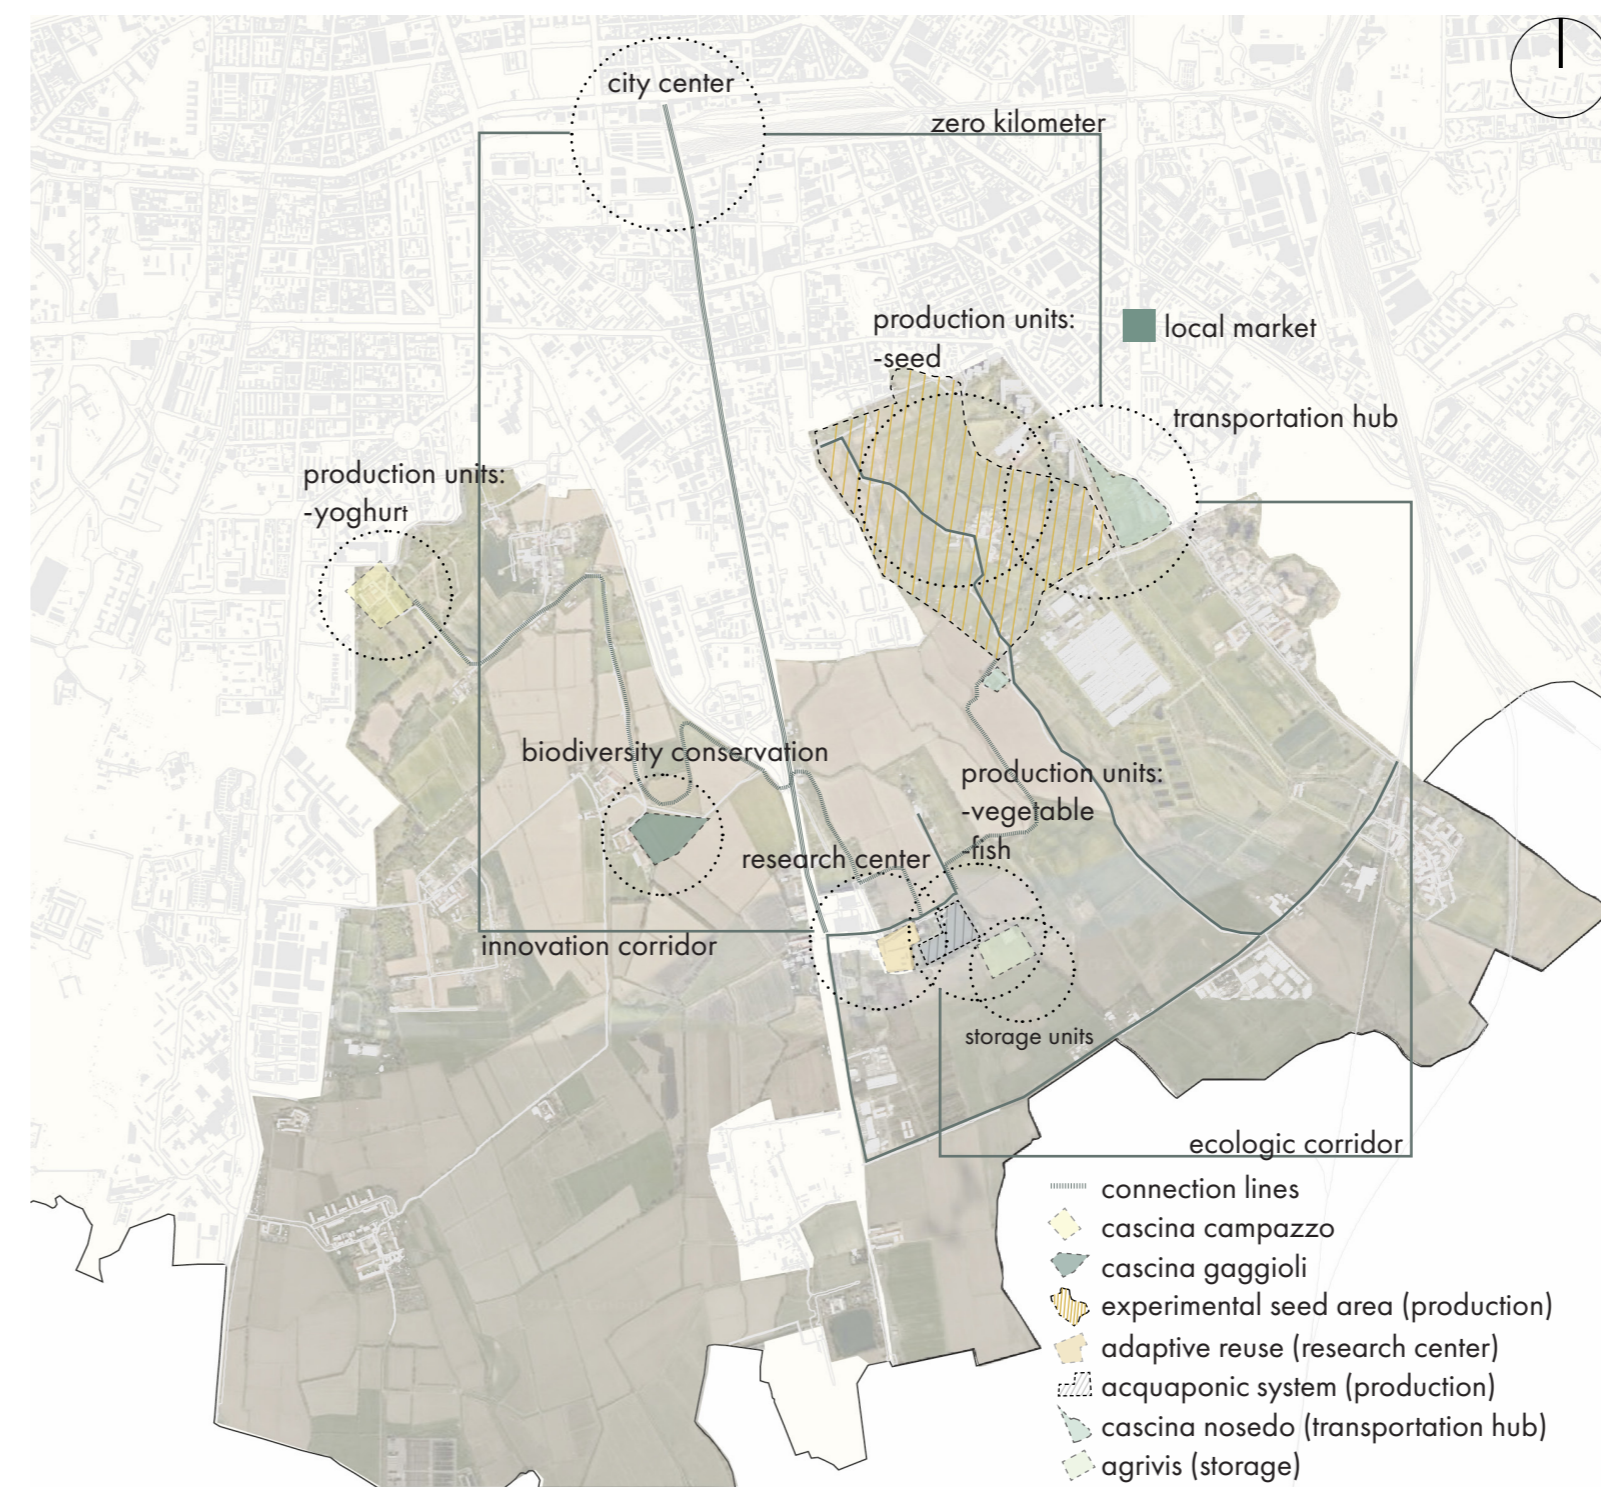 city center
zero kilometer
production units:
-seed
local market
transportation hub
production units:
-yoghurt
biodiversity conservation
production units:
-vegetable
-fish
research center
innovation corridor
storage units
ecologic corridor
connection lines
cascina campazzo
cascina gaggioli
experimental seed area (production)
adaptive reuse (research center)
acquaponic system (production)
cascina nosedo (transportation hub)
agrivis (storage)